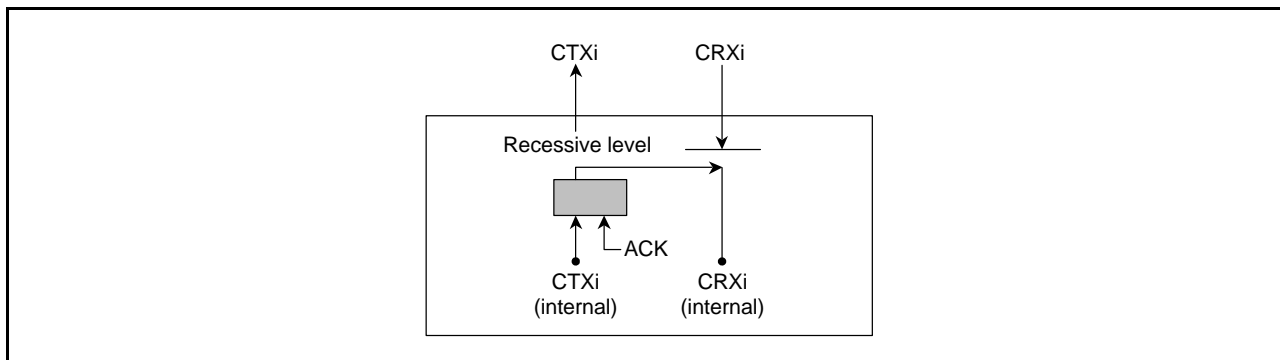 CTXi
CRXi
Recessive level
ACK
CTXi
(internal)
CRXi
(internal)